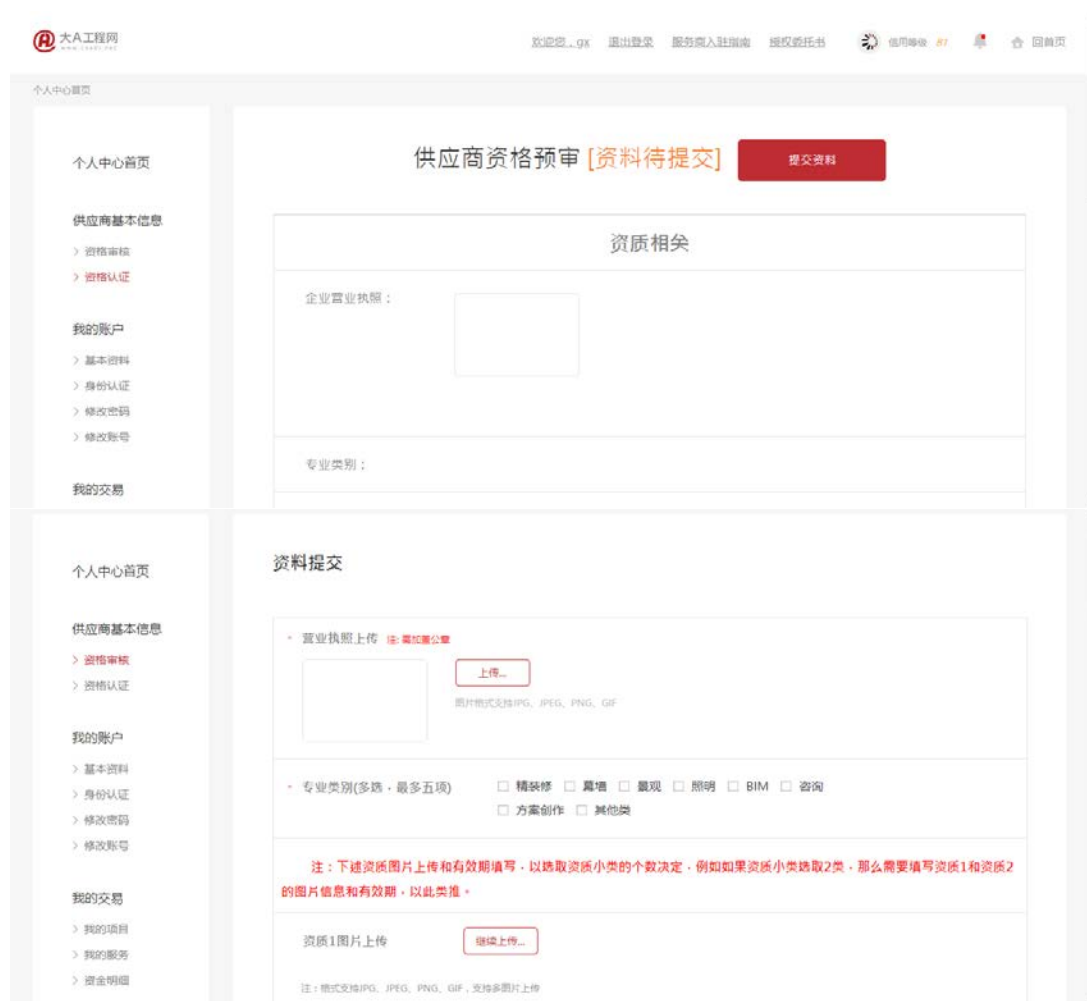 大A工程网
欢迎您，gx 退出登录 服务商入驻指南 授权委托书 信用等级 81 回首页
个人中心首页
个人中心首页
供应商资格预审 [资料待提交] 提交资料
供应商基本信息
> 资格审核
> 资格认证
资质相关
企业营业执照：
我的账户
> 基本资料
> 身份认证
> 修改密码
> 修改账号
专业类别：
我的交易
个人中心首页
资料提交
供应商基本信息
> 资格审核
> 资格认证
* 营业执照上传 注:需加盖公章
上传...
图片格式支持JPG、JPEG、PNG、GIF
我的账户
> 基本资料
> 身份认证
> 修改密码
> 修改账号
* 专业类别(多选，最多五项) 精装修 幕墙 景观 照明 BIM 咨询
方案创作 其他类
注：下述资质图片上传和有效期填写，以选取资质小类的个数决定，例如如果资质小类选取2类，那么需要填写资质1和资质2
的图片信息和有效期，以此类推。
我的交易
> 我的项目
> 我的服务
> 资金明细
资质1图片上传 继续上传...
注：格式支持JPG、JPEG、PNG、GIF，支持多图片上传